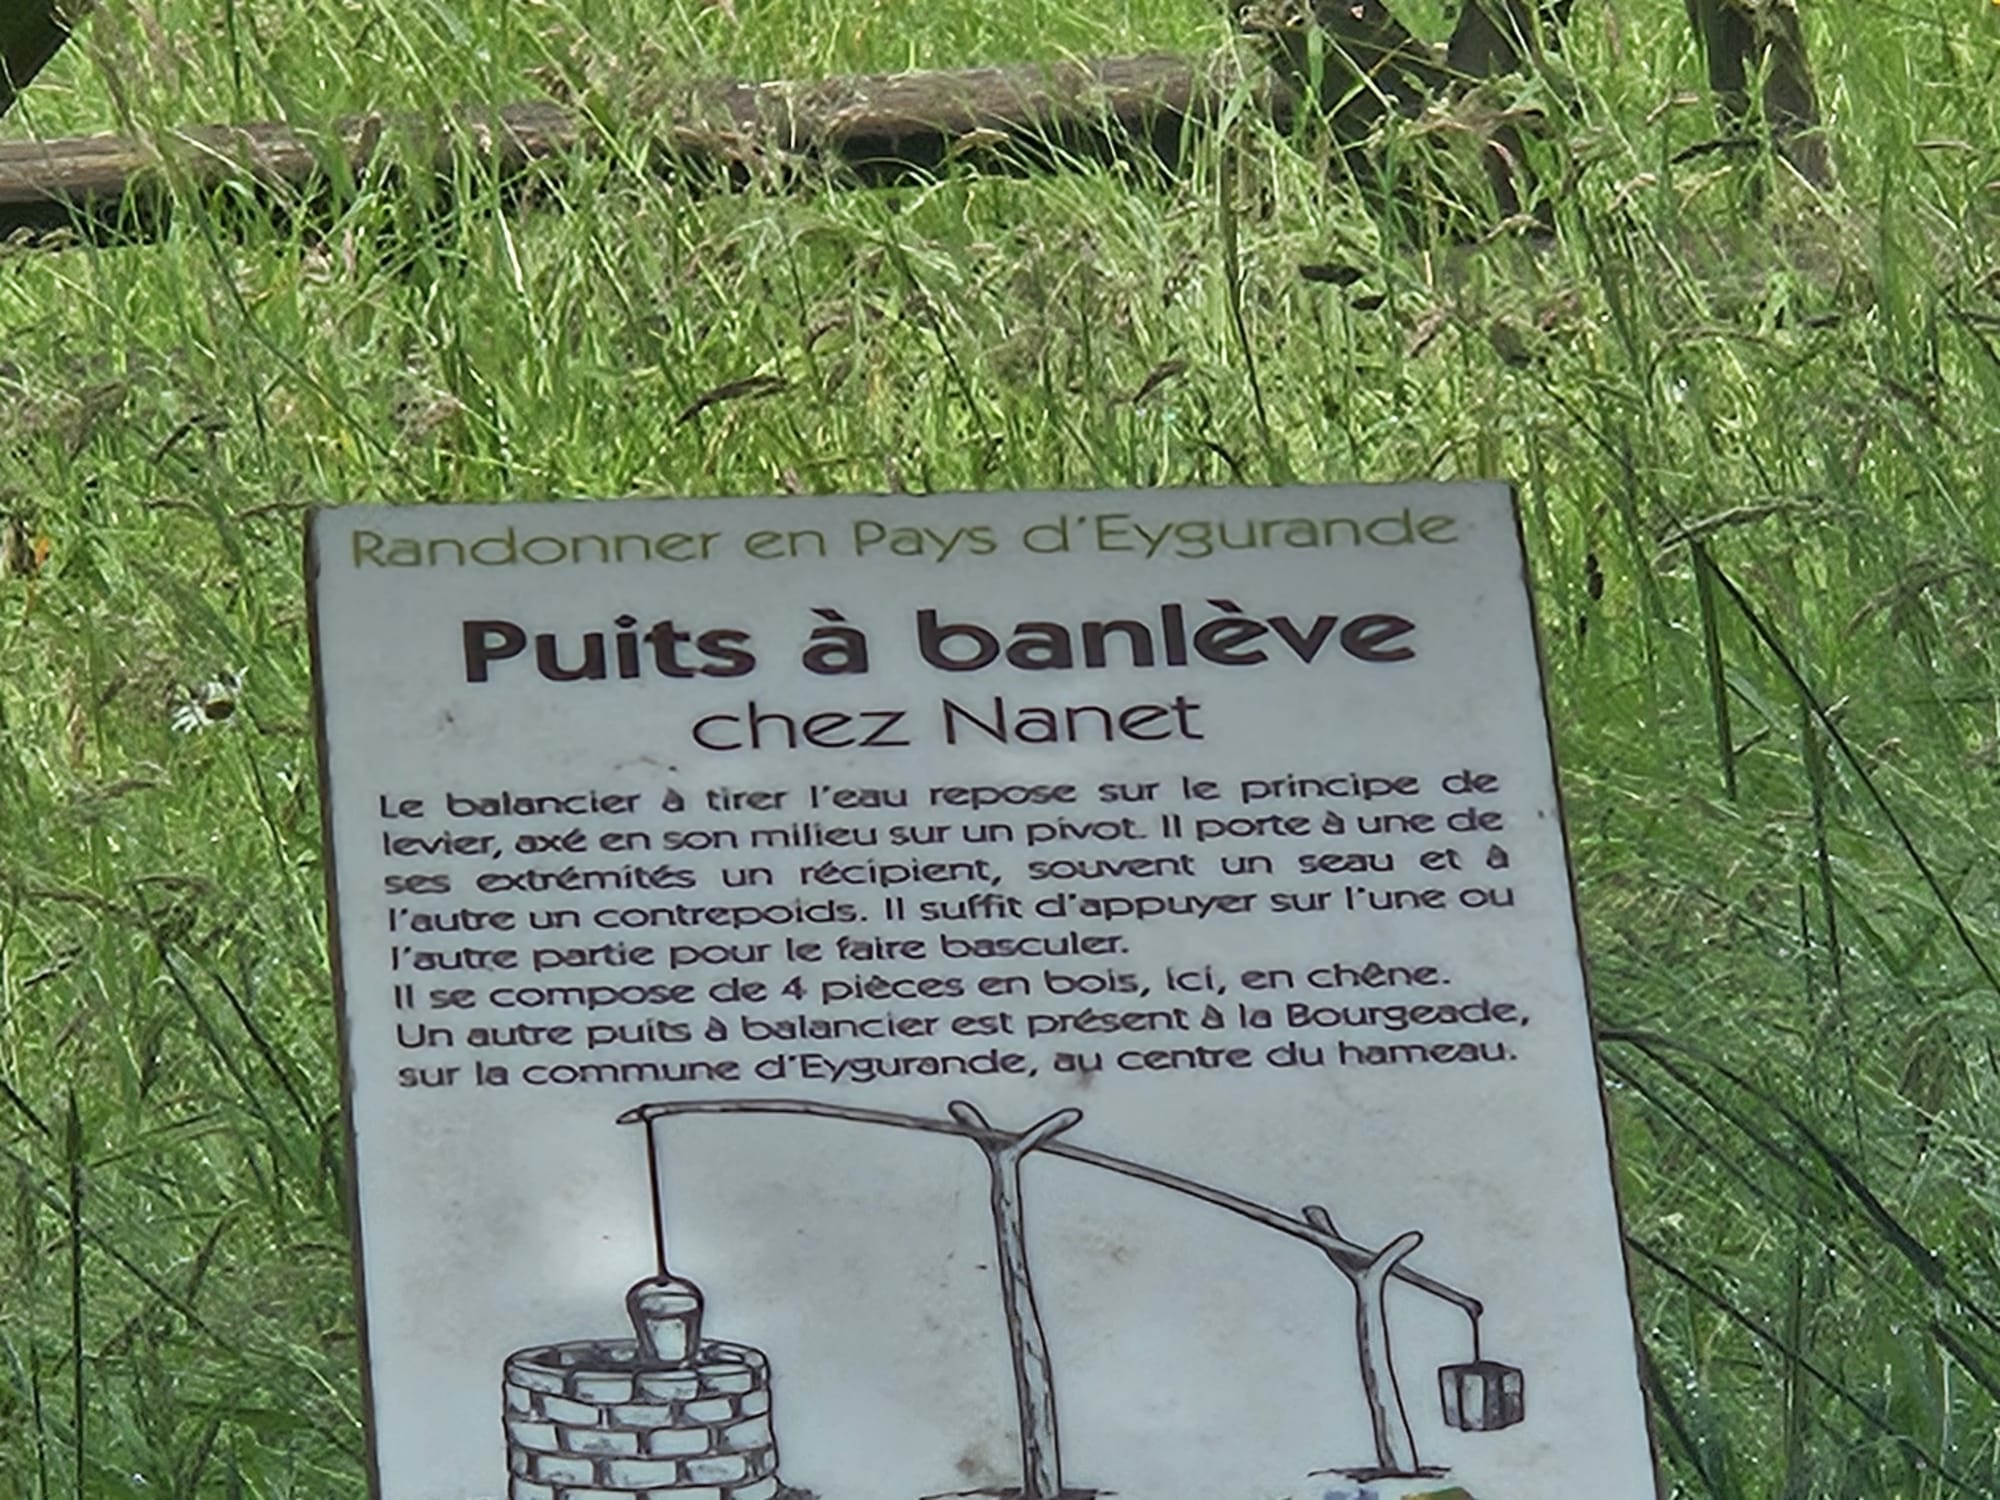 Randonner en Pays d'Eygurande
Puits à banlève
chez Nanet
Le balancier à tirer l'eau repose sur le principe de
levier, axé en son milieu sur un pivot. Il porte à une de
ses extrémités un récipient, souvent un seau et à
l'autre un contrepoids. Il suffit d'appuyer sur l'une ou
l'autre partie pour le faire basculer.
Il se compose de 4 pièces en bois, ici, en chêne.
Un autre puits à balancier est présent à la Bourgeade,
sur la commune d'Eygurande, au centre du hameau.